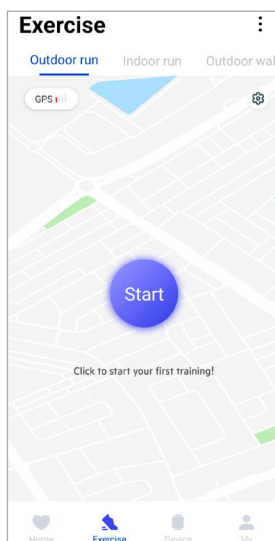 Exercise
Outdoor run Indoor run Outdoor wal
GPS
Start
Click to start your first training!
Home Exercise Device My